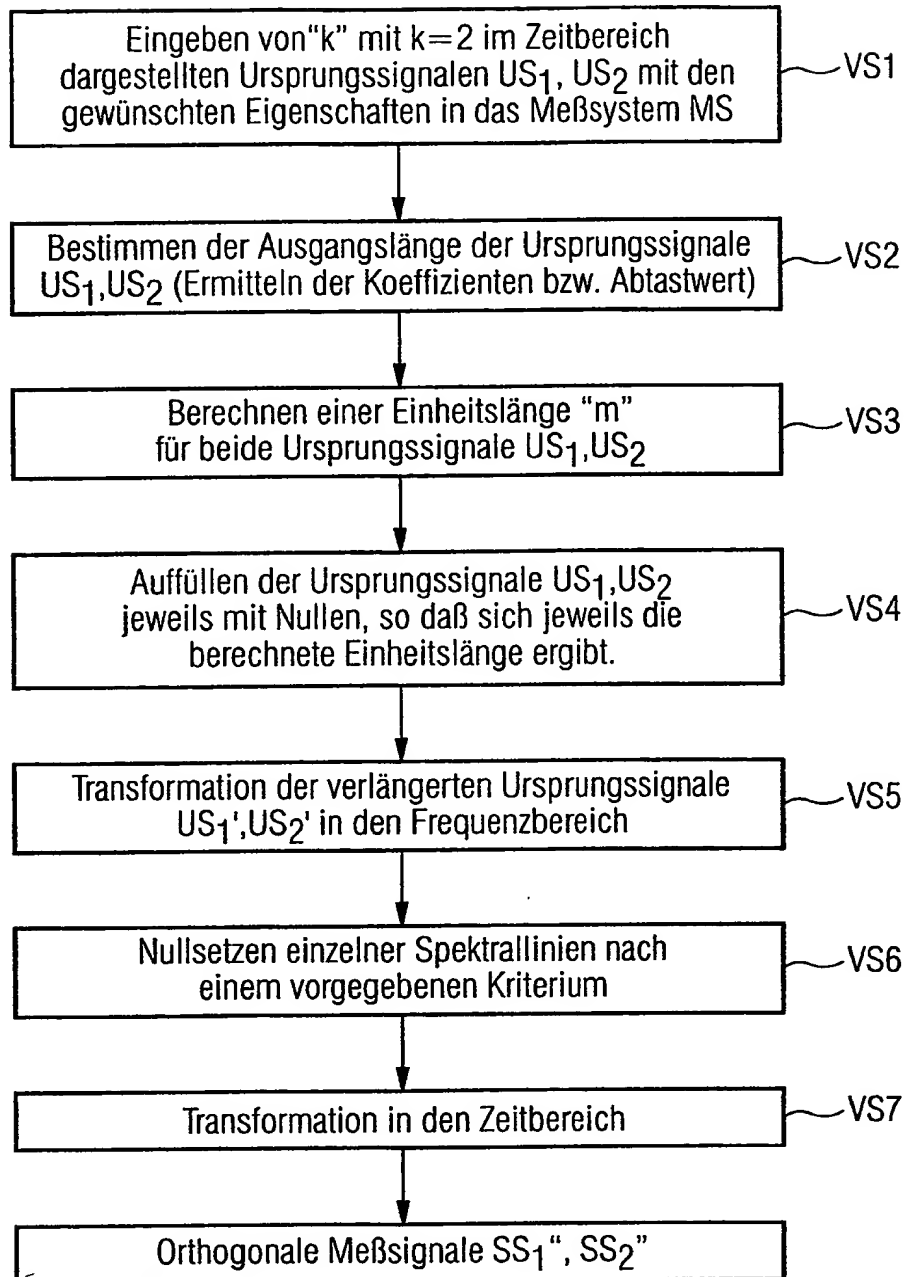 Eingeben von“k” mit k=2 im Zeitbereich
dargestellten Ursprungssignalen US1, US2 mit den
gewünschten Eigenschaften in das Meßsystem MS
VS1
Bestimmen der Ausgangslänge der Ursprungssignale
US1,US2 (Ermitteln der Koeffizienten bzw. Abtastwert)
VS2
Berechnen einer Einheitslänge “m”
für beide Ursprungssignale US1,US2
VS3
Auffüllen der Ursprungssignale US1,US2
jeweils mit Nullen, so daß sich jeweils die
berechnete Einheitslänge ergibt.
VS4
Transformation der verlängerten Ursprungssignale
US1',US2' in den Frequenzbereich
VS5
Nullsetzen einzelner Spektrallinien nach
einem vorgegebenen Kriterium
VS6
Transformation in den Zeitbereich
VS7
Orthogonale Meßsignale SS1“, SS2”